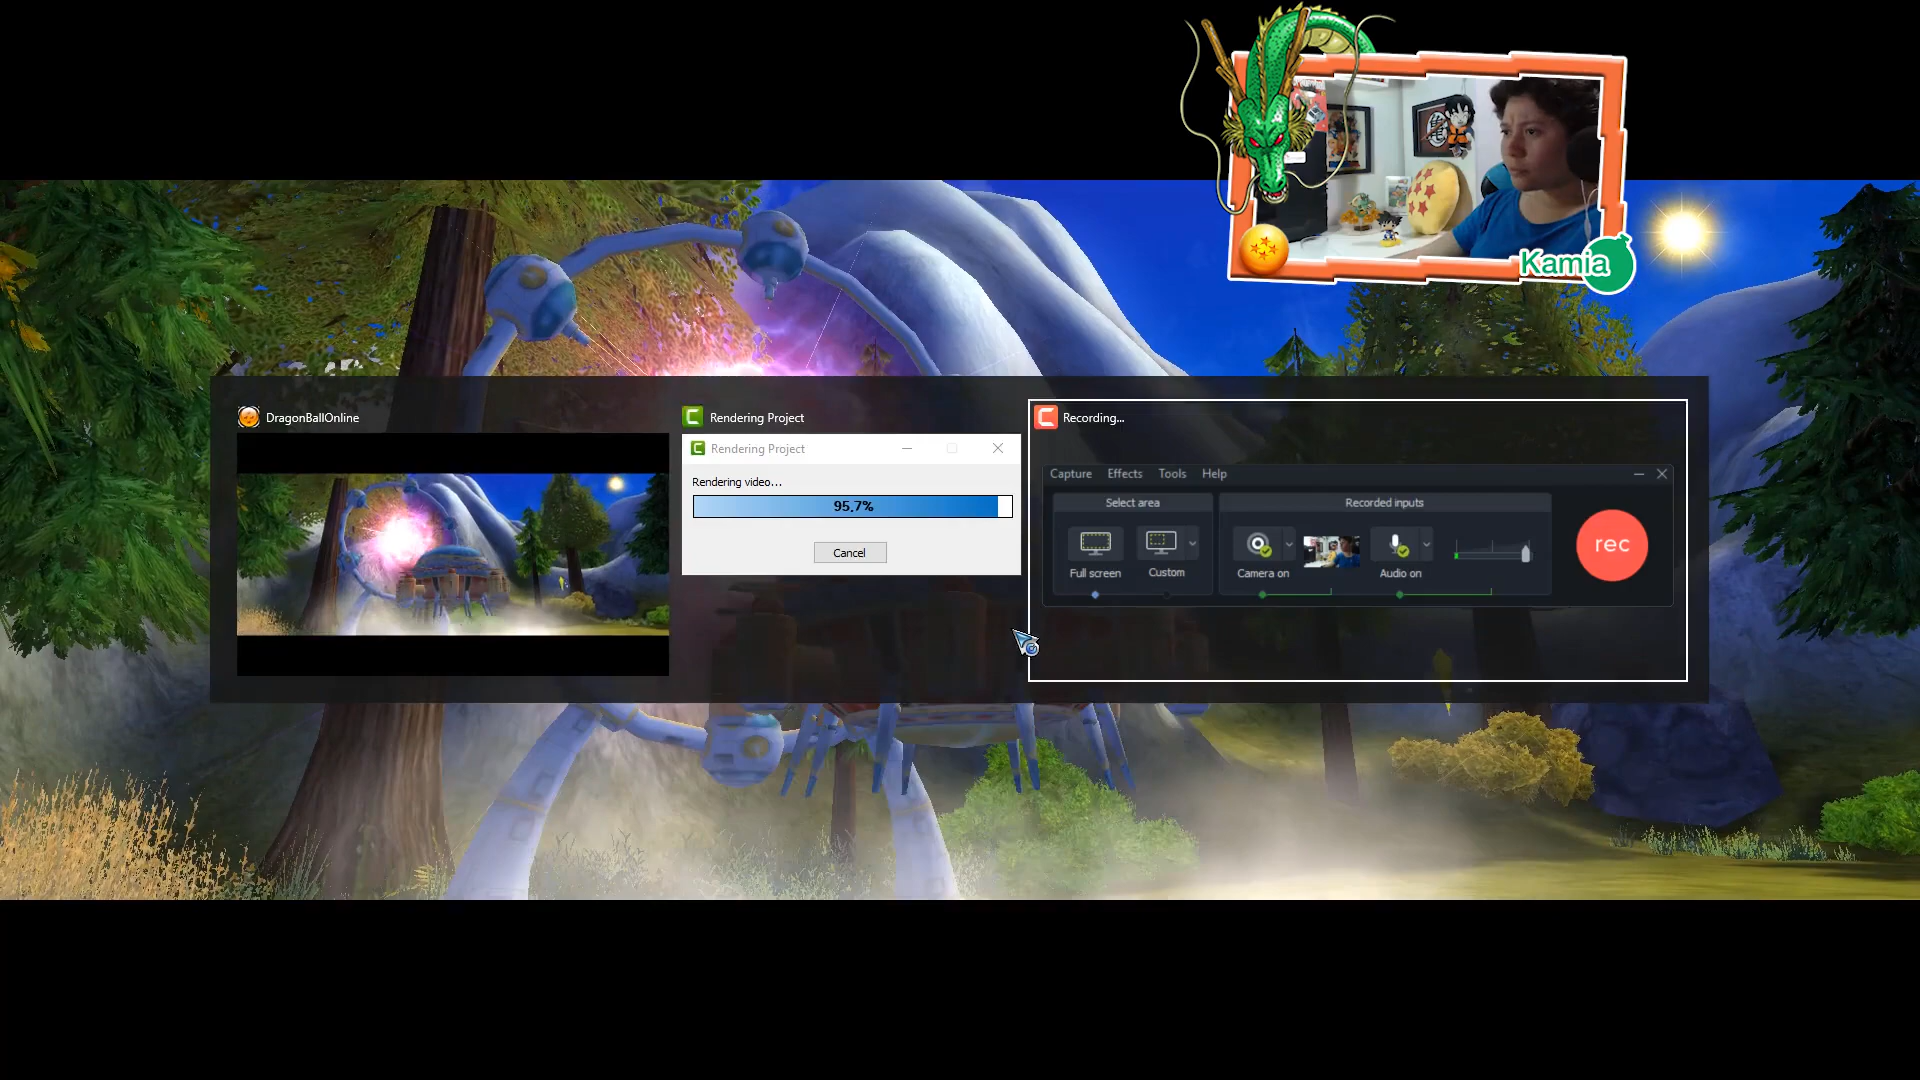 Kamia
DragonBallOnline
Rendering Project
Recording...
Rendering Project
Rendering video...
95,7%
Cancel
Capture Effects Tools Help
Select area
Recorded inputs
Full screen
Custom
Camera on
Audio on
rec
亀